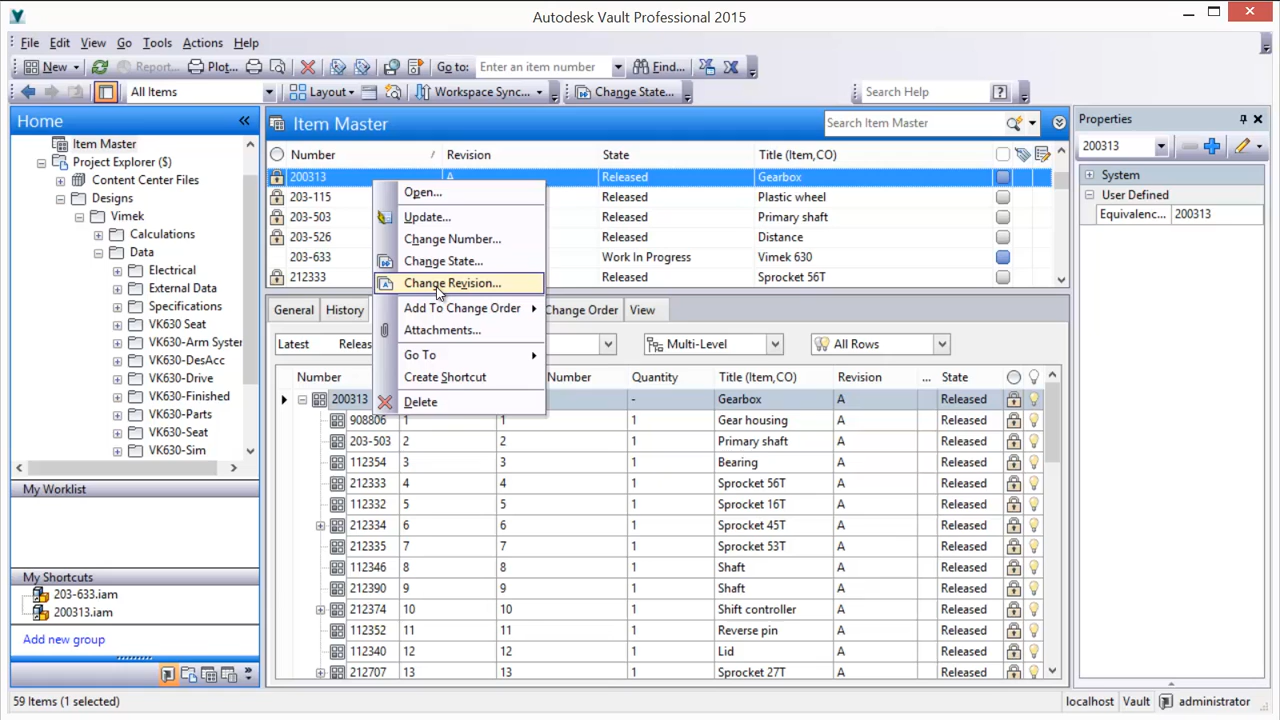 Autodesk Vault Professional 2015
File Edit View Go Tools Actions Help
New Report... Plot... Go to: Enter an item number Find...
All Items Layout Workspace Sync... Change State... Search Help
Home
Item Master
Project Explorer ($)
Content Center Files
Designs
Vimek
Calculations
Data
Electrical
External Data
Specifications
VK630 Seat
VK630-Arm Syste
VK630-DesAcc
VK630-Drive
VK630-Finished
VK630-Parts
VK630-Seat
VK630-Sim
My Worklist
My Shortcuts
203-633.iam
200313.iam
Add new group
Item Master Search Item Master
Number / Revision State Title (Item,CO)
200313 A Released Gearbox
203-115 Released Plastic wheel
203-503 Released Primary shaft
203-526 Released Distance
203-633 Work In Progress Vimek 630
212333 Released Sprocket 56T
Open...
Update...
Change Number...
Change State...
Change Revision...
Add To Change Order
Attachments...
Go To
Create Shortcut
Delete
General History Change Order View
Latest Releas Multi-Level All Rows
Number Number Quantity Title (Item,CO) Revision ... State
200313 - Gearbox A Released
908806 1 1 1 Gear housing A Released
203-503 2 2 1 Primary shaft A Released
112354 3 3 1 Bearing A Released
212333 4 4 1 Sprocket 56T A Released
112332 5 5 1 Sprocket 16T A Released
212334 6 6 1 Sprocket 45T A Released
212335 7 7 1 Sprocket 53T A Released
112346 8 8 1 Shaft A Released
212390 9 9 1 Shaft A Released
212374 10 10 1 Shift controller A Released
112352 11 11 1 Reverse pin A Released
112340 12 12 1 Lid A Released
212707 13 13 1 Sprocket 27T A Released
Properties
200313
System
User Defined
Equivalenc... 200313
59 Items (1 selected) localhost Vault administrator